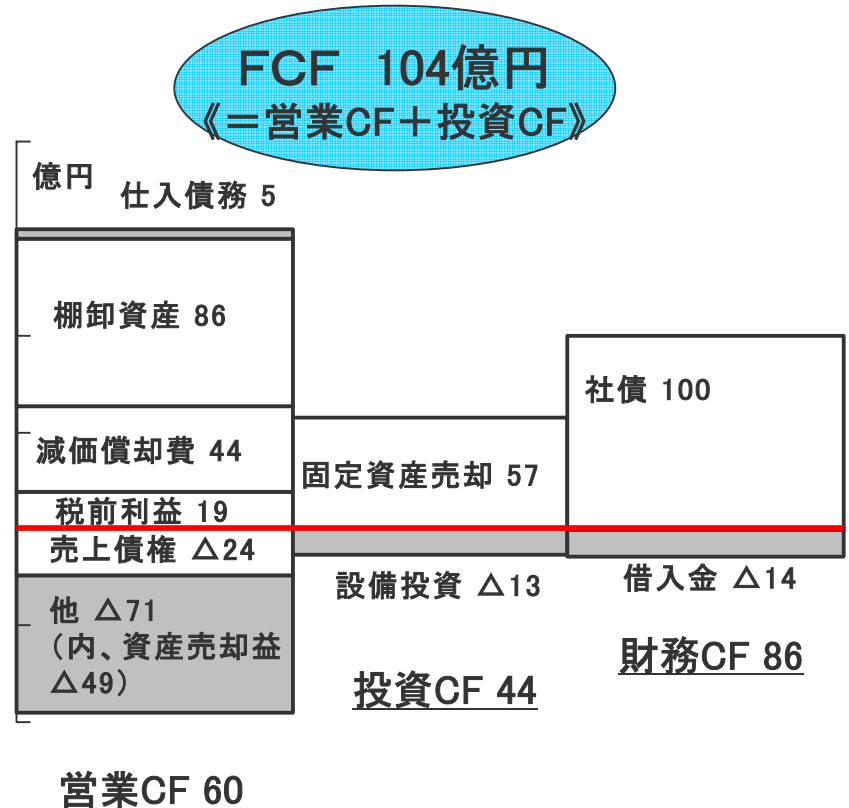 FCF 104億円
《＝営業CF＋投資CF》
億円
仕入債務 5
棚卸資産 86
減価償却費 44
税前利益 19
売上債権 △24
他 △71
（内、資産売却益
△49）
営業CF 60
固定資産売却 57
設備投資 △13
投資CF 44
社債 100
借入金 △14
財務CF 86